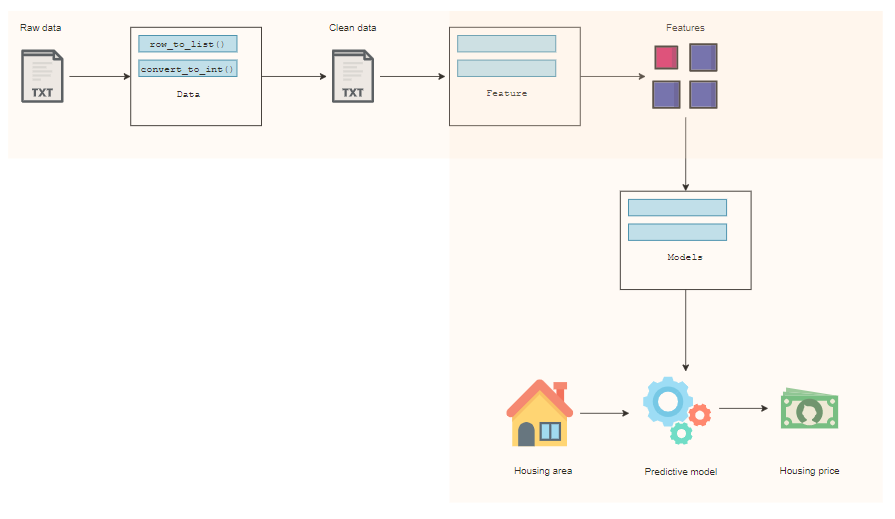 Raw data
Clean data
Features
row_to_list()
convert_to_int()
TXT
TXT
Data
Feature
Models
Housing area
Predictive model
Housing price